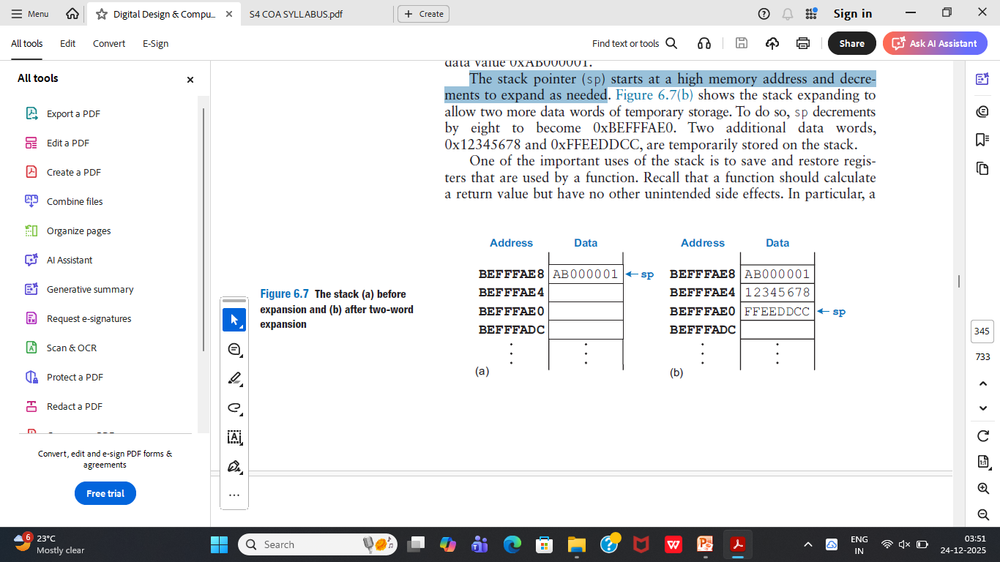 Menu
Digital Design & Compu...
S4 COA SYLLABUS.pdf
Create
Sign in
All tools
Edit
Convert
E-Sign
Find text or tools
Share
Ask AI Assistant
All tools
Export a PDF
Edit a PDF
Create a PDF
Combine files
Organize pages
AI Assistant
Generative summary
Request e-signatures
Scan & OCR
Protect a PDF
Redact a PDF
Convert, edit and e-sign PDF forms &
agreements
Free trial
data value 0xAB000001.
The stack pointer (sp) starts at a high memory address and decre-
ments to expand as needed. Figure 6.7(b) shows the stack expanding to
allow two more data words of temporary storage. To do so, sp decrements
by eight to become 0xBEFFFAE0. Two additional data words,
0x12345678 and 0xFFEEDDCC, are temporarily stored on the stack.
One of the important uses of the stack is to save and restore regis-
ters that are used by a function. Recall that a function should calculate
a return value but have no other unintended side effects. In particular, a
Figure 6.7 The stack (a) before
expansion and (b) after two-word
expansion
Address Data
BEFFFAE8 AB000001 sp
BEFFFAE4
BEFFFAE0
BEFFFADC
(a)
Address Data
BEFFFAE8 AB000001
BEFFFAE4 12345678
BEFFFAE0 FFEEDDCC sp
BEFFFADC
(b)
345
733
6
23°C
Mostly clear
Search
ENG
IN
03:51
24-12-2025